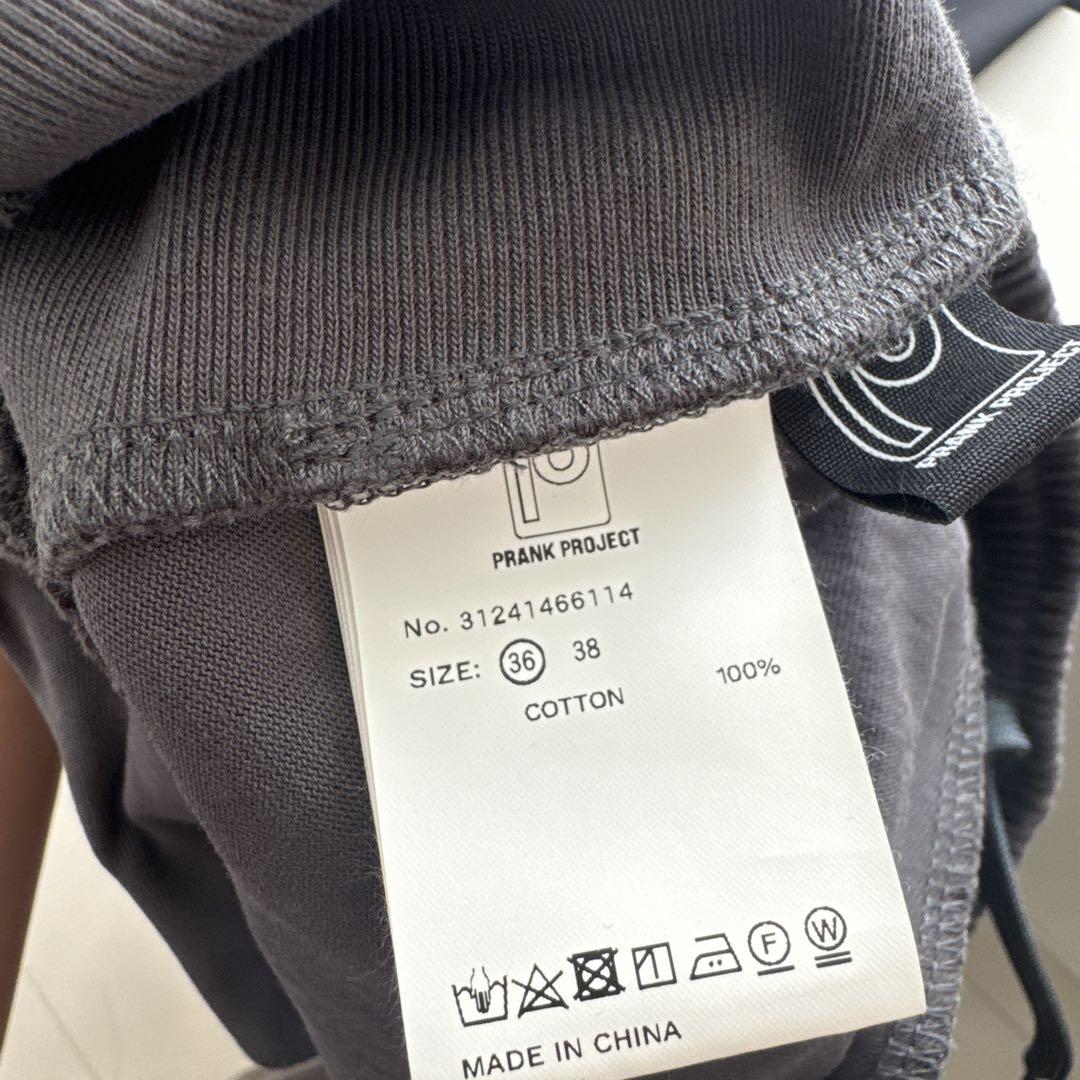 PRANK PROJECT
PRANK PROJECT
No. 31241466114
SIZE: 36 38
COTTON 100%
F W
MADE IN CHINA